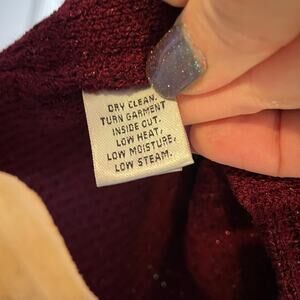 DRY CLEAN.
TURN GARMENT
INSIDE OUT.
LOW HEAT,
LOW MOISTURE,
LOW STEAM.